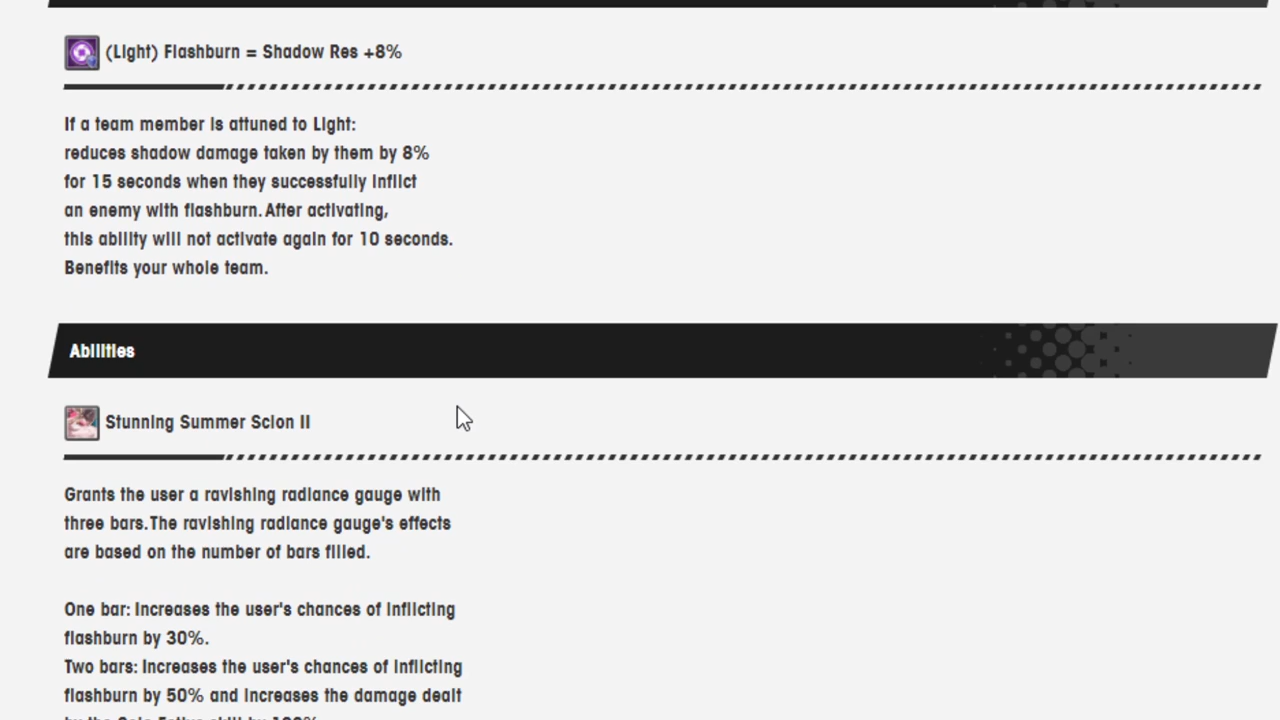 (Light) Flashburn = Shadow Res +8%
If a team member is attuned to Light:
reduces shadow damage taken by them by 8%
for 15 seconds when they successfully inflict
an enemy with flashburn. After activating,
this ability will not activate again for 10 seconds.
Benefits your whole team.
Abilities
Stunning Summer Scion II
Grants the user a ravishing radiance gauge with
three bars. The ravishing radiance gauge's effects
are based on the number of bars filled.
One bar: Increases the user's chances of inflicting
flashburn by 30%.
Two bars: Increases the user's chances of inflicting
flashburn by 50% and increases the damage dealt